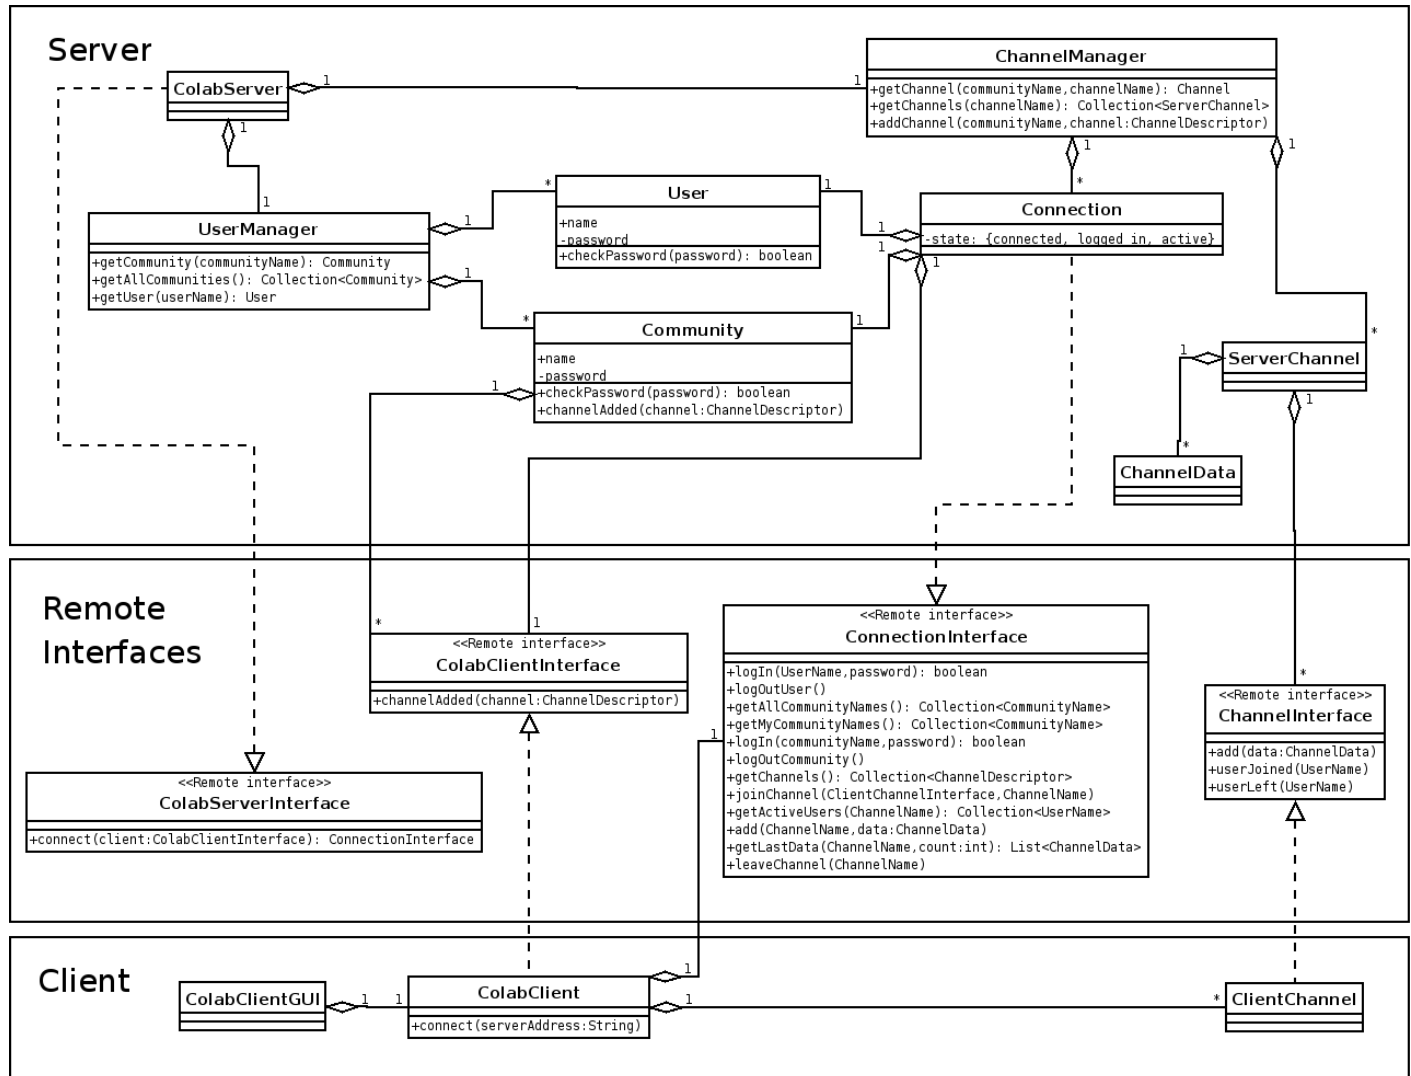 Server
ColabServer
1
1
1
ChannelManager
+getChannel(communityName,channelName): Channel
+getChannels(channelName): Collection<ServerChannel>
+addChannel(communityName,channel:ChannelDescriptor)
1
1
*
1
UserManager
+getCommunity(communityName): Community
+getAllCommunities(): Collection<Community>
+getUser(userName): User
1
1
*
User
+name
-password
+checkPassword(password): boolean
1
1
1
1
Connection
-state: {connected, logged in, active}
*
Community
+name
-password
+checkPassword(password): boolean
+channelAdded(channel:ChannelDescriptor)
1
1
*
ServerChannel
1
1
*
ChannelData
Remote
Interfaces
*
1
<<Remote interface>>
ColabClientInterface
+channelAdded(channel:ChannelDescriptor)
<<Remote interface>>
ColabServerInterface
+connect(client:ColabClientInterface): ConnectionInterface
1
<<Remote interface>>
ConnectionInterface
+logIn(UserName,password): boolean
+logOutUser()
+getAllCommunityNames(): Collection<CommunityName>
+getMyCommunityNames(): Collection<CommunityName>
+logIn(communityName,password): boolean
+logOutCommunity()
+getChannels(): Collection<ChannelDescriptor>
+joinChannel(ClientChannelInterface,ChannelName)
+getActiveUsers(ChannelName): Collection<UserName>
+add(ChannelName,data:ChannelData)
+getLastData(ChannelName,count:int): List<ChannelData>
+leaveChannel(ChannelName)
*
<<Remote interface>>
ChannelInterface
+add(data:ChannelData)
+userJoined(UserName)
+userLeft(UserName)
Client
ColabClientGUI
1
1
ColabClient
+connect(serverAddress:String)
1
1
*
ClientChannel